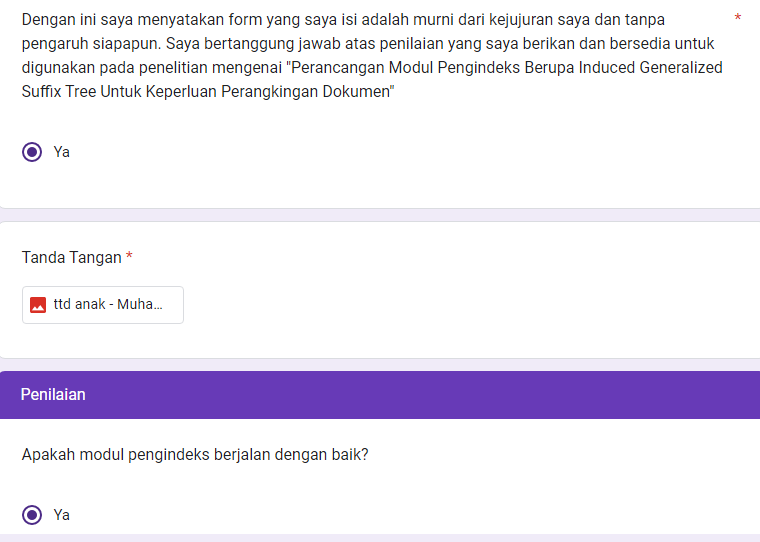 Dengan ini saya menyatakan form yang saya isi adalah murni dari kejujuran saya dan tanpa *
pengaruh siapapun. Saya bertanggung jawab atas penilaian yang saya berikan dan bersedia untuk
digunakan pada penelitian mengenai "Perancangan Modul Pengindeks Berupa Induced Generalized
Suffix Tree Untuk Keperluan Perangkingan Dokumen"
Ya
Tanda Tangan *
ttd anak - Muha...
Penilaian
Apakah modul pengindeks berjalan dengan baik?
Ya